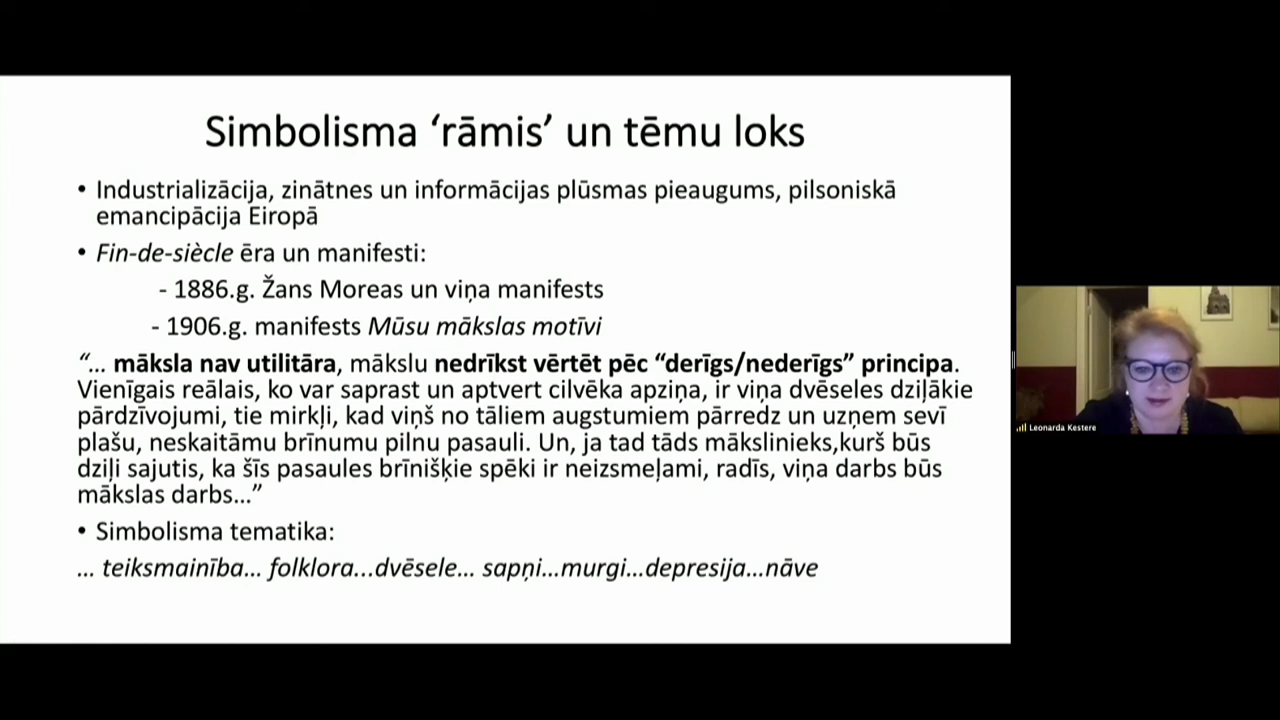 Simbolisma ‘rāmis’ un tēmu loks
• Industrializācija, zinātnes un informācijas plūsmas pieaugums, pilsoniskā
emancipācija Eiropā
• Fin-de-siècle ēra un manifesti:
- 1886.g. Žans Moreas un viņa manifests
- 1906.g. manifests Mūsu mākslas motīvi
“… māksla nav utilitāra, mākslu nedrīkst vērtēt pēc “derīgs/nederīgs” principa.
Vienīgais reālais, ko var saprast un aptvert cilvēka apziņa, ir viņa dvēseles dziļākie
pārdzīvojumi, tie mirkļi, kad viņš no tāliem augstumiem pārredz un uzņem sevī
plašu, neskaitāmu brīnumu pilnu pasauli. Un, ja tad tāds mākslinieks,kurš būs
dziļi sajutis, ka šīs pasaules brīnišķie spēki ir neizsmeļami, radīs, viņa darbs būs
mākslas darbs…”
• Simbolisma tematika:
… teiksmainība… folklora...dvēsele… sapņi…murgi…depresija…nāve
Leonarda Kestere